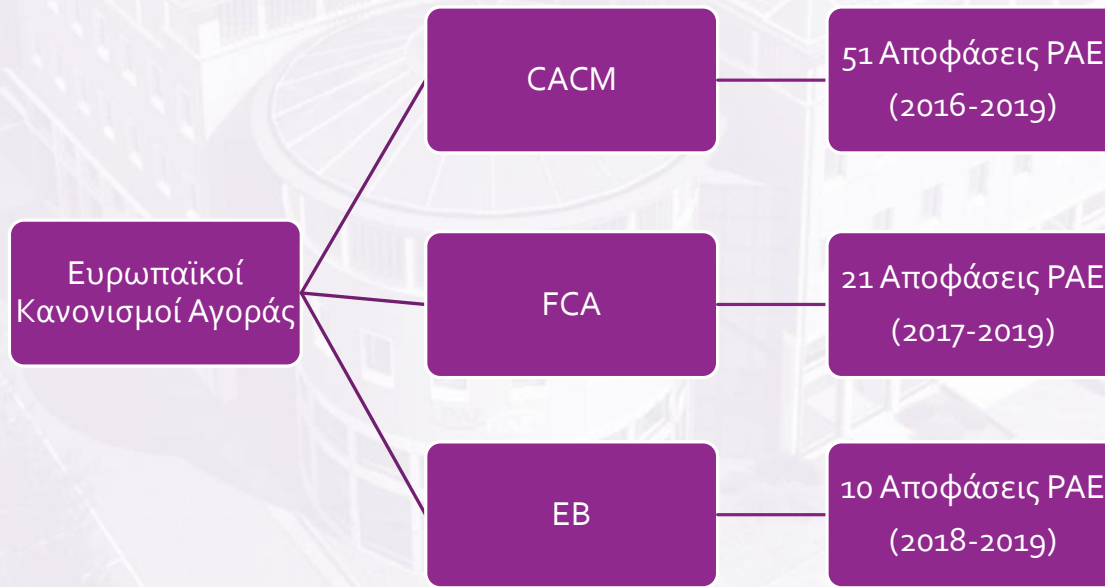 CACM
51 Αποφάσεις ΡΑΕ
(2016-2019)
Ευρωπαϊκοί
Κανονισμοί Αγοράς
FCA
21 Αποφάσεις ΡΑΕ
(2017-2019)
EB
10 Αποφάσεις ΡΑΕ
(2018-2019)